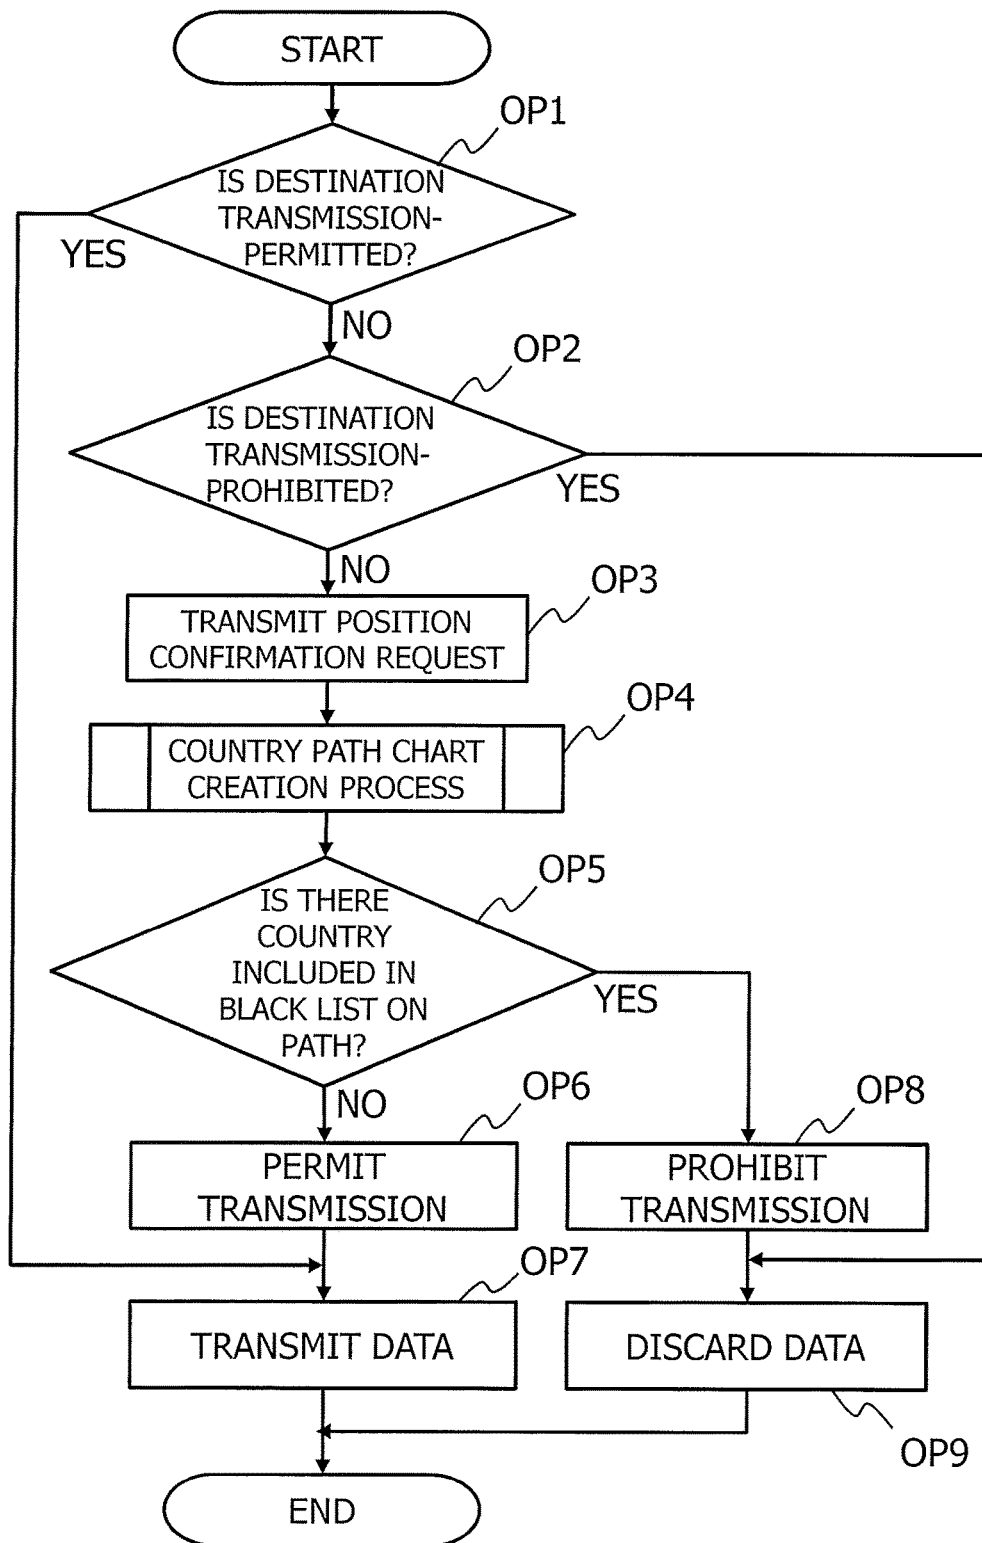 START
OP1
IS DESTINATION
TRANSMISSION-
PERMITTED?
YES
NO
OP2
IS DESTINATION
TRANSMISSION-
PROHIBITED?
YES
NO
OP3
TRANSMIT POSITION
CONFIRMATION REQUEST
OP4
COUNTRY PATH CHART
CREATION PROCESS
OP5
IS THERE
COUNTRY
INCLUDED IN
BLACK LIST ON
PATH?
YES
NO
OP6
PERMIT
TRANSMISSION
OP8
PROHIBIT
TRANSMISSION
OP7
TRANSMIT DATA
DISCARD DATA
OP9
END